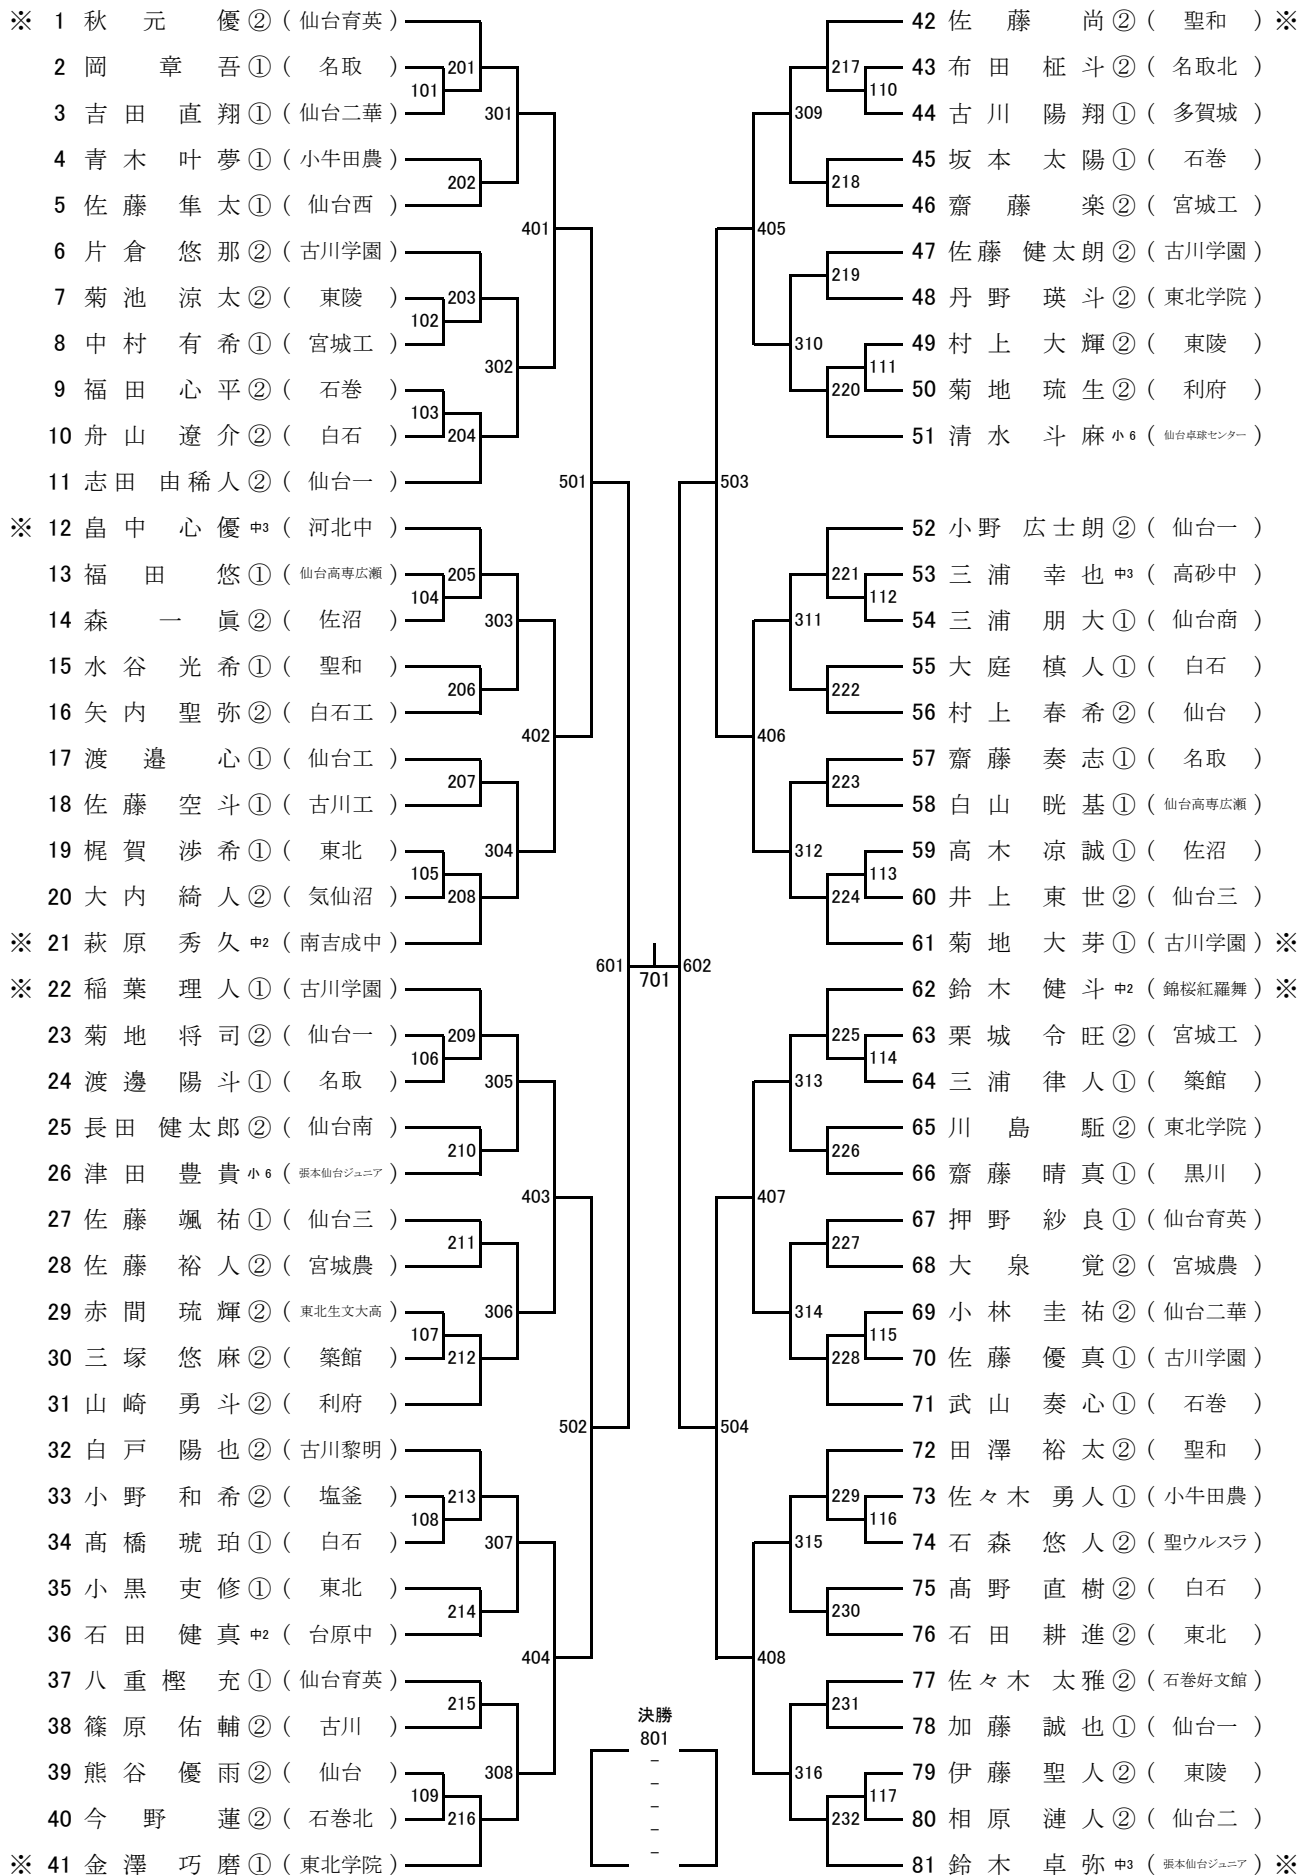 ※ 1 秋元 優② (仙台育英)
2 岡 章吾① (名取)
201
101
3 吉田 直翔① (仙台二華)
301
4 青木 叶夢① (小牛田農)
202
5 佐藤 隼太① (仙台西)
401
6 片倉 悠那② (古川学園)
7 菊池 涼太② (東陵)
203
102
8 中村 有希① (宮城工)
302
9 福田 心平② (石巻)
103
10 舟山 遼介② (白石)
204
11 志田 由稀人② (仙台一)
501
※ 12 畠中 心優 中3 (河北中)
13 福田 悠① (仙台高専広瀬)
205
104
14 森 一眞② (佐沼)
303
15 水谷 光希① (聖和)
206
16 矢内 聖弥② (白石工)
402
17 渡邉 心① (仙台工)
207
18 佐藤 空斗① (古川工)
19 梶賀 渉希① (東北)
304
105
20 大内 綺人② (気仙沼)
208
※ 21 萩原 秀久 中2 (南吉成中)
601
※ 22 稲葉 理人① (古川学園)
23 菊地 将司② (仙台一)
209
106
24 渡邊 陽斗① (名取)
305
25 長田 健太郎② (仙台南)
210
26 津田 豊貴 小6 (張本仙台ジュニア)
403
27 佐藤 颯祐① (仙台三)
211
28 佐藤 裕人② (宮城農)
29 赤間 琉輝② (東北生文大高)
306
107
30 三塚 悠麻② (築館)
212
31 山崎 勇斗② (利府)
502
32 白戸 陽也② (古川黎明)
33 小野 和希② (塩釜)
213
108
34 髙橋 琥珀① (白石)
307
35 小黒 吏修① (東北)
214
36 石田 健真 中2 (台原中)
404
37 八重樫 充① (仙台育英)
215
38 篠原 佑輔② (古川)
39 熊谷 優雨② (仙台)
308
109
40 今野 蓮② (石巻北)
216
※ 41 金澤 巧磨① (東北学院)
701
決勝
801
-
-
-
-
-
42 佐藤 尚② (聖和) ※
217
43 布田 柾斗② (名取北)
110
309
44 古川 陽翔① (多賀城)
45 坂本 太陽① (石巻)
218
46 齋藤 楽② (宮城工)
405
47 佐藤 健太朗② (古川学園)
219
48 丹野 瑛斗② (東北学院)
310
49 村上 大輝② (東陵)
111
220
50 菊地 琉生② (利府)
51 清水 斗麻 小6 (仙台卓球センター)
503
52 小野 広士朗② (仙台一)
221
53 三浦 幸也 中3 (高砂中)
112
311
54 三浦 朋大① (仙台商)
55 大庭 槙人① (白石)
222
56 村上 春希② (仙台)
406
57 齋藤 奏志① (名取)
223
58 白山 晄基① (仙台高専広瀬)
312
59 高木 凉誠① (佐沼)
113
224
60 井上 東世② (仙台三)
61 菊地 大芽① (古川学園) ※
602
62 鈴木 健斗 中2 (錦桜紅羅舞) ※
225
63 栗城 令旺② (宮城工)
114
313
64 三浦 律人① (築館)
65 川島 駈② (東北学院)
226
66 齋藤 晴真① (黒川)
407
67 押野 紗良① (仙台育英)
227
68 大泉 覚② (宮城農)
314
69 小林 圭祐② (仙台二華)
115
228
70 佐藤 優真① (古川学園)
71 武山 奏心① (石巻)
504
72 田澤 裕太② (聖和)
229
73 佐々木 勇人① (小牛田農)
116
315
74 石森 悠人② (聖ウルスラ)
75 髙野 直樹② (白石)
230
76 石田 耕進② (東北)
408
77 佐々木 太雅② (石巻好文館)
231
78 加藤 誠也① (仙台一)
316
79 伊藤 聖人② (東陵)
117
232
80 相原 漣人② (仙台二)
81 鈴木 卓弥 中3 (張本仙台ジュニア) ※